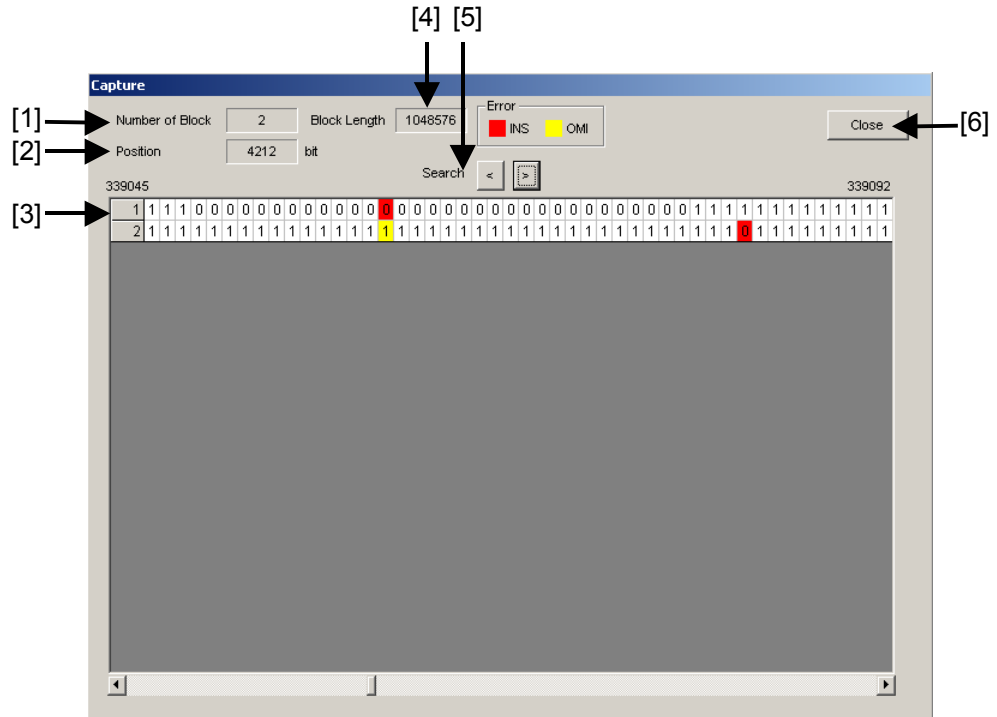 [4] [5]
Capture
[1] Number of Block 2 Block Length 1048576 Error INS OMI Close [6]
[2] Position 4212 bit
Search < >
339045 339092
[3] 1 1 1 1 0 0 0 0 0 0 0 0 0 0 0 0 0 0 0 0 0 0 0 0 0 0 0 0 0 0 0 0 0 0 0 0 1 1 1 1 1 1 1 1 1 1 1 1 1
2 1 1 1 1 1 1 1 1 1 1 1 1 1 1 1 1 1 1 1 1 1 1 1 1 1 1 1 1 1 1 1 1 1 1 1 1 1 1 0 1 1 1 1 1 1 1 1 1